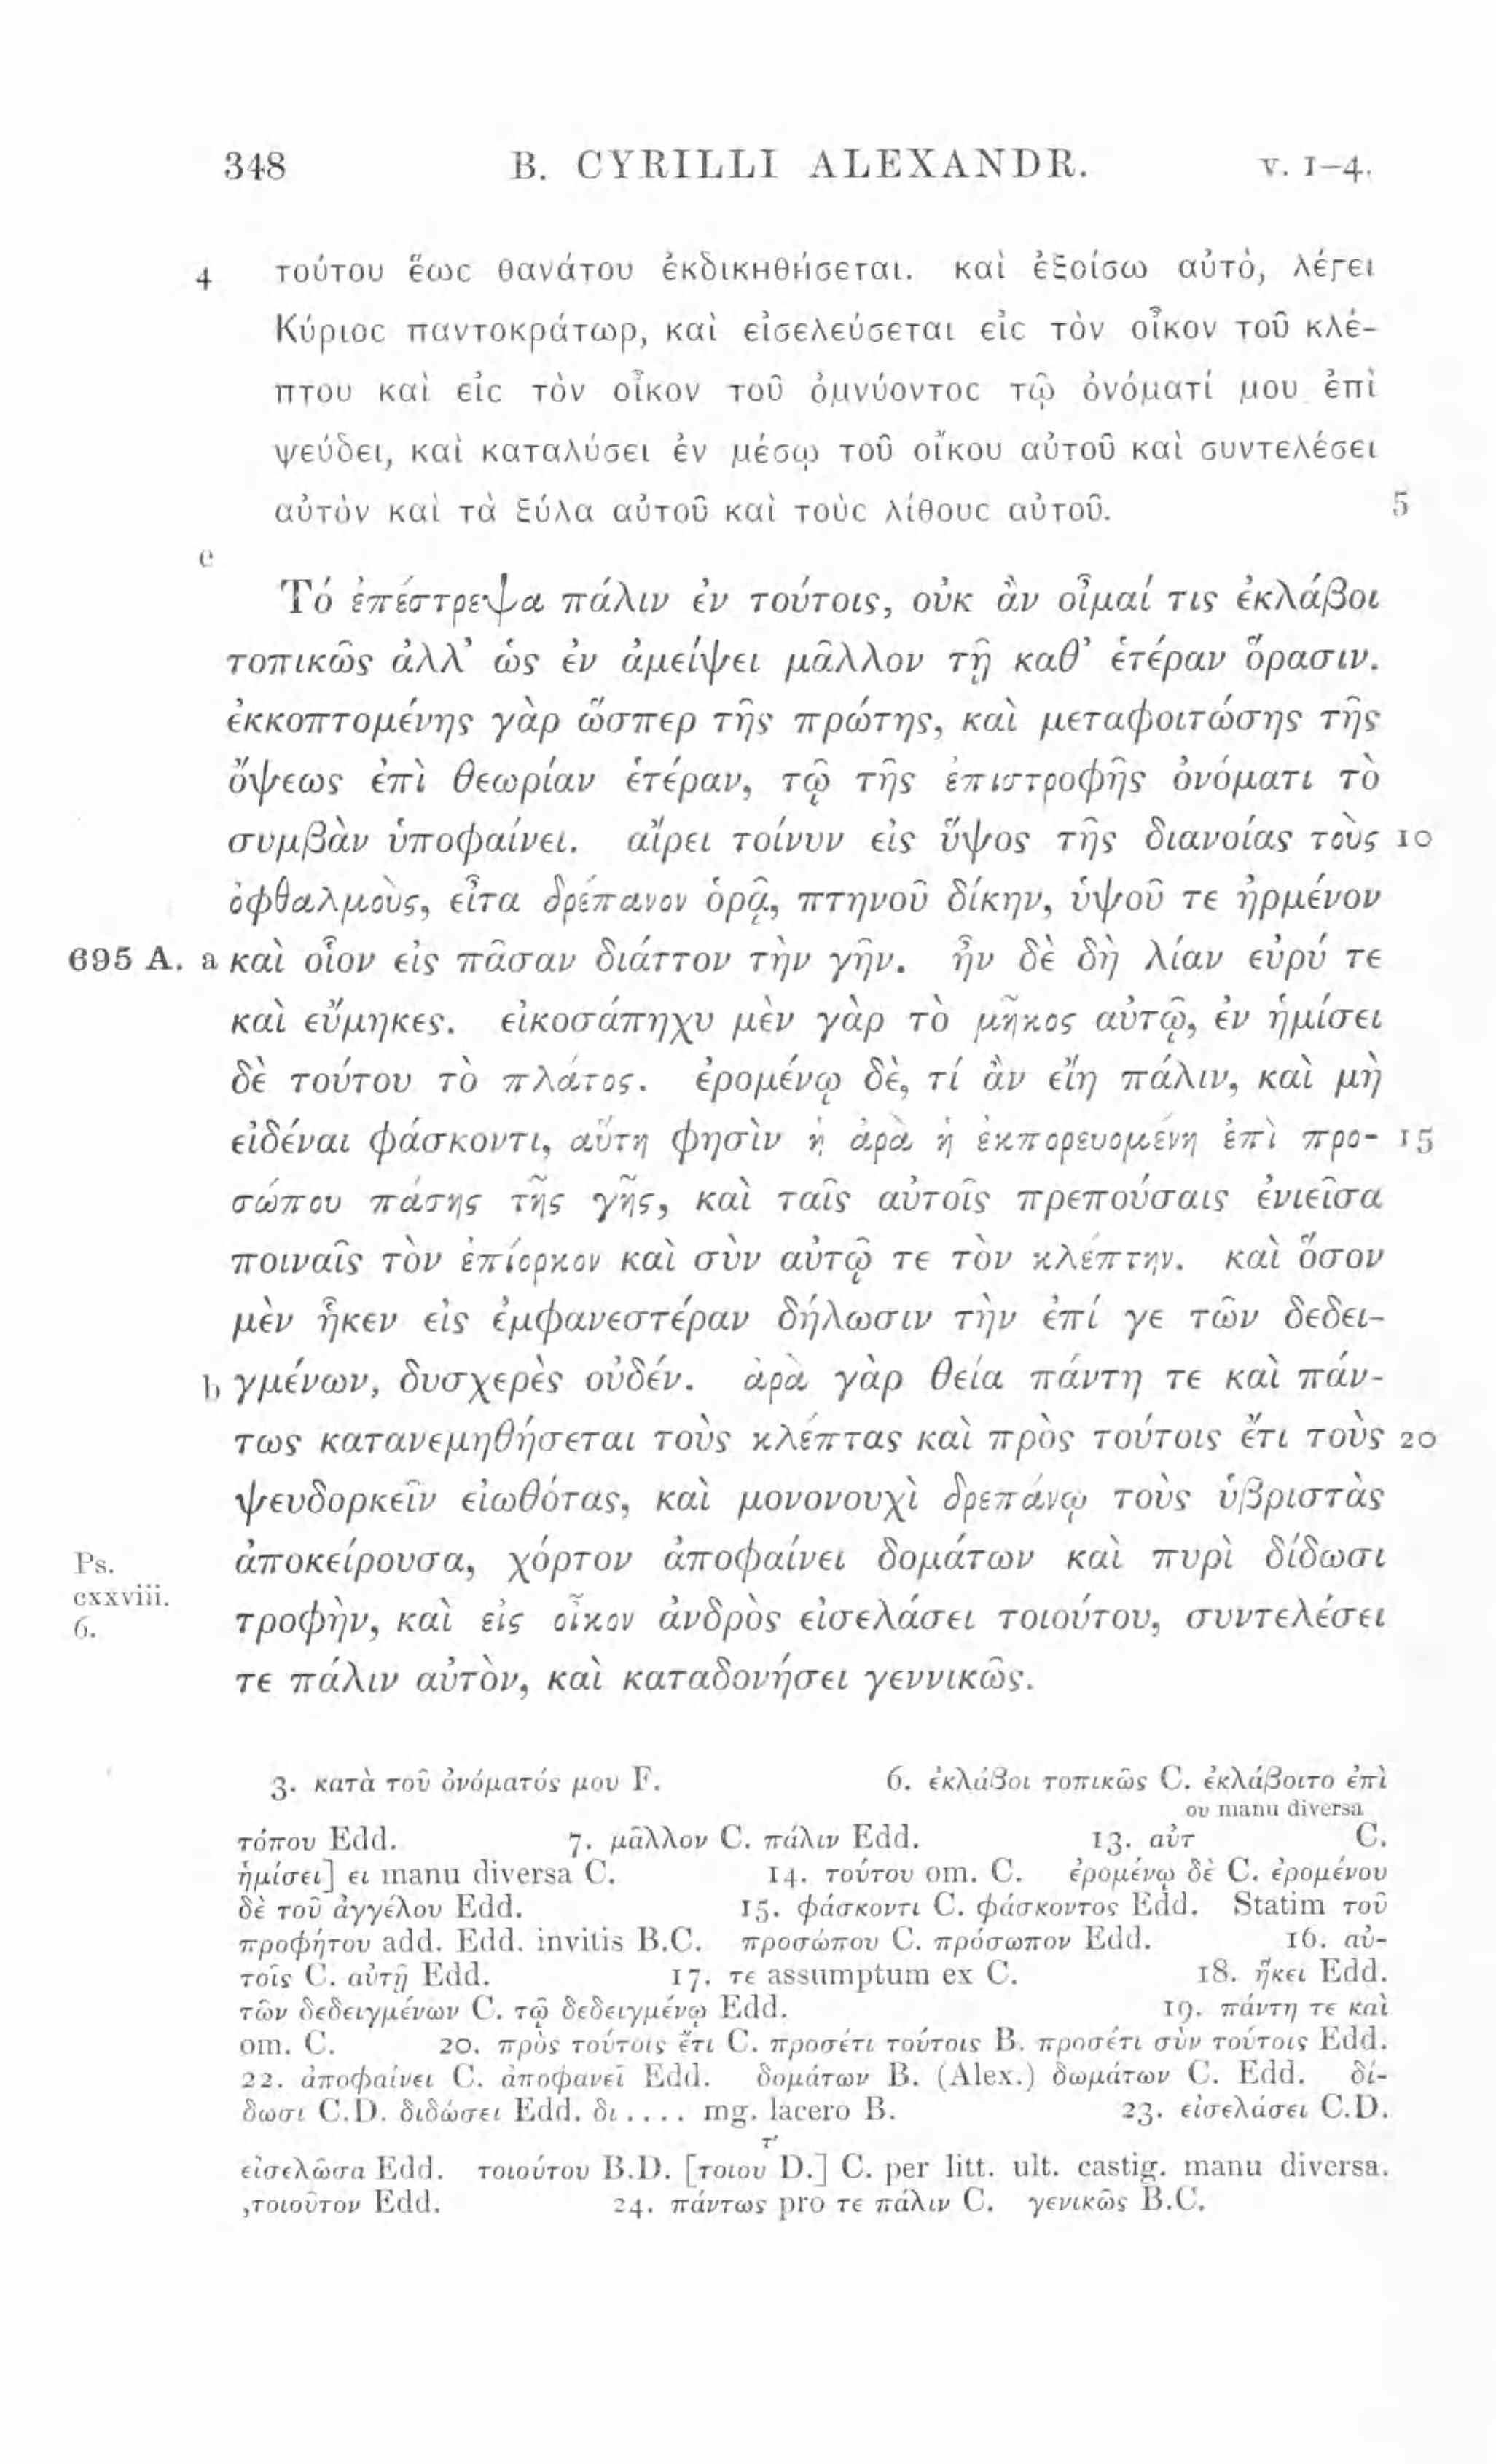 348 B. CYRILLI ALEXANDR. v. 1–4.
4 τούτου ἕως θανάτου ἐκδικηθήσεται. καὶ ἐξοίσω αὐτὸ, λέγει
Κύριος παντοκράτωρ, καὶ εἰσελεύσεται εἰς τὸν οἶκον τοῦ κλέ-
πτου καὶ εἰς τὸν οἶκον τοῦ ὀμνύοντος τῷ ὀνόματί μου ἐπὶ
ψεύδει, καὶ καταλύσει ἐν μέσῳ τοῦ οἴκου αὐτοῦ καὶ συντελέσει
αὐτὸν καὶ τὰ ξύλα αὐτοῦ καὶ τοὺς λίθους αὐτοῦ. 5
e
Τό ἐπέστρεψα πάλιν ἐν τούτοις, οὐκ ἂν οἶμαί τις ἐκλάβοι
τοπικῶς ἀλλ’ ὡς ἐν ἀμείψει μᾶλλον τῇ καθ’ ἑτέραν ὅρασιν.
ἐκκοπτομένης γὰρ ὥσπερ τῆς πρώτης, καὶ μεταφοιτώσης τῆς
ὄψεως ἐπὶ θεωρίαν ἑτέραν, τῷ τῆς ἐπιστροφῆς ὀνόματι τὸ
συμβὰν ὑποφαίνει. αἴρει τοίνυν εἰς ὕψος τῆς διανοίας τοὺς 10
ὀφθαλμοὺς, εἶτα δρέπανον ὁρᾷ, πτηνοῦ δίκην, ὑψοῦ τε ἠρμένον
695 A. a καὶ οἷον εἰς πᾶσαν διάττον τὴν γῆν. ἦν δὲ δὴ λίαν εὐρύ τε
καὶ εὔμηκες. εἰκοσάπηχυ μὲν γὰρ τὸ μῆκος αὐτῷ, ἐν ἡμίσει
δὲ τούτου τὸ πλάτος. ἐρομένῳ δὲ, τί ἂν εἴη πάλιν, καὶ μὴ
εἰδέναι φάσκοντι, αὕτη φησὶν ἡ ἀρὰ ἡ ἐκπορευομένη ἐπὶ προ- 15
σώπου πάσης τῆς γῆς, καὶ ταῖς αὐτοῖς πρεπούσαις ἐνιεῖσα
ποιναῖς τὸν ἐπίορκον καὶ σὺν αὐτῷ τε τὸν κλέπτην. καὶ ὅσον
μὲν ἧκεν εἰς ἐμφανεστέραν δήλωσιν τὴν ἐπί γε τῶν δεδει-
b γμένων, δυσχερὲς οὐδέν. ἀρὰ γὰρ θεία πάντη τε καὶ πάν-
τως κατανεμηθήσεται τοὺς κλέπτας καὶ πρὸς τούτοις ἔτι τοὺς 20
ψευδορκεῖν εἰωθότας, καὶ μονονουχὶ δρεπάνῳ τοὺς ὑβριστὰς
Ps. ἀποκείρουσα, χόρτον ἀποφαίνει δομάτων καὶ πυρὶ δίδωσι
cxxviii.
6. τροφὴν, καὶ εἰς οἶκον ἀνδρὸς εἰσελάσει τοιούτου, συντελέσει
τε πάλιν αὐτὸν, καὶ καταδονήσει γεννικῶς.
3. κατὰ τοῦ ὀνόματός μου F. 6. ἐκλάβοι τοπικῶς C. ἐκλάβοιτο ἐπὶ
ου manu diversa
τόπου Edd. 7. μᾶλλον C. πάλιν Edd. 13. αὐτ C.
ἡμίσει] ει manu diversa C. 14. τούτου om. C. ἐρομένῳ δὲ C. ἐρομένου
δὲ τοῦ ἀγγέλου Edd. 15. φάσκοντι C. φάσκοντος Edd. Statim τοῦ
προφήτου add. Edd. invitis B.C. προσώπου C. πρόσωπον Edd. 16. αὐ-
τοῖς C. αὐτῇ Edd. 17. τε assumptum ex C. 18. ἥκει Edd.
τῶν δεδειγμένων C. τῷ δεδειγμένῳ Edd. 19. πάντη τε καὶ
om. C. 20. πρὸς τούτοις ἔτι C. προσέτι τούτοις B. προσέτι σὺν τούτοις Edd.
22. ἀποφαίνει C. ἀποφανεῖ Edd. δομάτων B. (Alex.) δωμάτων C. Edd. δί-
δωσι C.D. διδώσει Edd. δι .... mg. lacero B. 23. εἰσελάσει C.D.
τ’
εἰσελῶσα Edd. τοιούτου B.D. [τοιου D.] C. per litt. ult. castig. manu diversa.
,τοιοῦτον Edd. 24. πάντως pro τε πάλιν C. γενικῶς B.C.